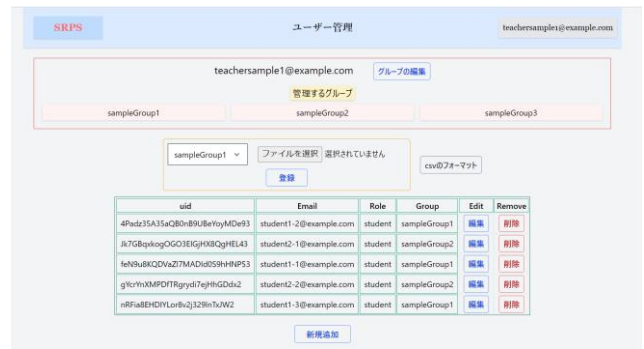 SRPS ユーザー管理 teachersample1@example.com
teachersample1@example.com グループの編集
管理するグループ
sampleGroup1 sampleGroup2 sampleGroup3
sampleGroup1 ファイルを選択 選択されていません csvのフォーマット
登録
uid Email Role Group Edit Remove
4Padz35A35aQB0nB9UBeYoyMDe93 student1-2@example.com student sampleGroup1 編集 削除
student2-1@example.com student sampleGroup2 編集 削除
student1-1@example.com student sampleGroup1 編集 削除
student2-2@example.com student sampleGroup2 編集 削除
student1-3@example.com student sampleGroup1 編集 削除
新規追加